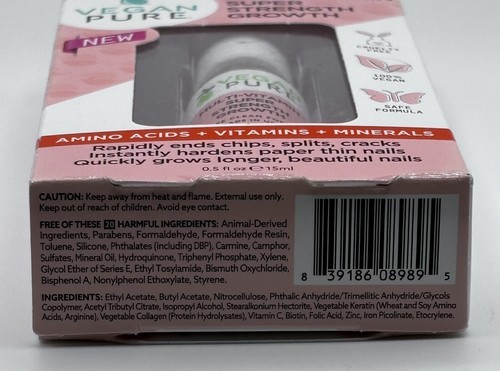 VEGAN
PURE
SUPER
STRENGTH
GROWTH
NEW
CRUELTY
FREE
100%
VEGAN
SAFE
FORMULA
VEGAN
PURE
SUPER
GROWTH
AMINO ACIDS + VITAMINS + MINERALS
Rapidly ends chips, splits, cracks
Instantly hardens paper thin nails
Quickly grows longer, beautiful nails
0.5 fl oz ℮ 15ml
CAUTION: Keep away from heat and flame. External use only.
Keep out of reach of children. Avoid eye contact.
FREE OF THESE 20 HARMFUL INGREDIENTS: Animal-Derived
Ingredients, Parabens, Formaldehyde, Formaldehyde Resin,
Toluene, Silicone, Phthalates (including DBP), Carmine, Camphor,
Sulfates, Mineral Oil, Hydroquinone, Triphenyl Phosphate, Xylene,
Glycol Ether of Series E, Ethyl Tosylamide, Bismuth Oxychloride,
Bisphenol A, Nonylphenol Ethoxylate, Styrene.
8 39186 08989 5
INGREDIENTS: Ethyl Acetate, Butyl Acetate, Nitrocellulose, Phthalic Anhydride/Trimellitic Anhydride/Glycols
Copolymer, Acetyl Tributyl Citrate, Isopropyl Alcohol, Stearalkonium Hectorite, Vegetable Keratin (Wheat and Soy Amino
Acids, Arginine), Vegetable Collagen (Protein Hydrolysates), Vitamin C, Biotin, Folic Acid, Zinc, Iron Picolinate, Etocrylene.